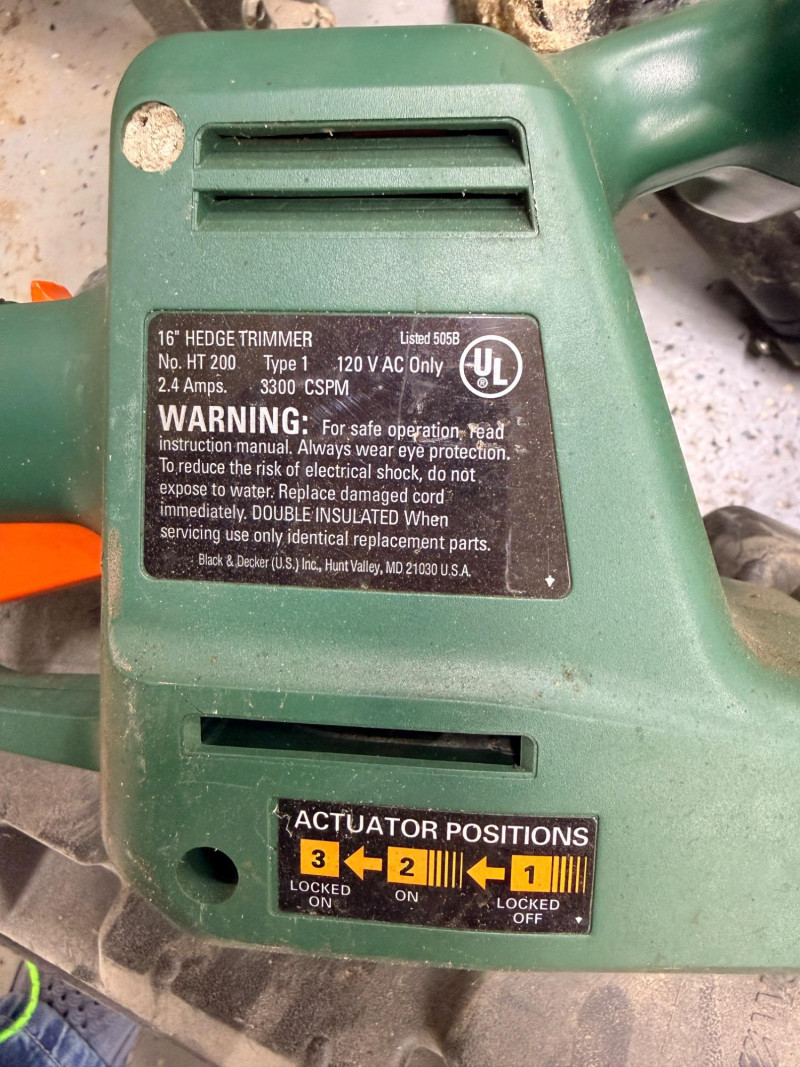 16" HEDGE TRIMMER Listed 505B
No. HT 200 Type 1 120 V AC Only
2.4 Amps. 3300 CSPM
UL
®
WARNING: For safe operation, read
instruction manual. Always wear eye protection.
To reduce the risk of electrical shock, do not
expose to water. Replace damaged cord
immediately. DOUBLE INSULATED When
servicing use only identical replacement parts.
Black & Decker (U.S.) Inc., Hunt Valley, MD 21030 U.S.A.
ACTUATOR POSITIONS
3 2 1
LOCKED ON ON LOCKED OFF